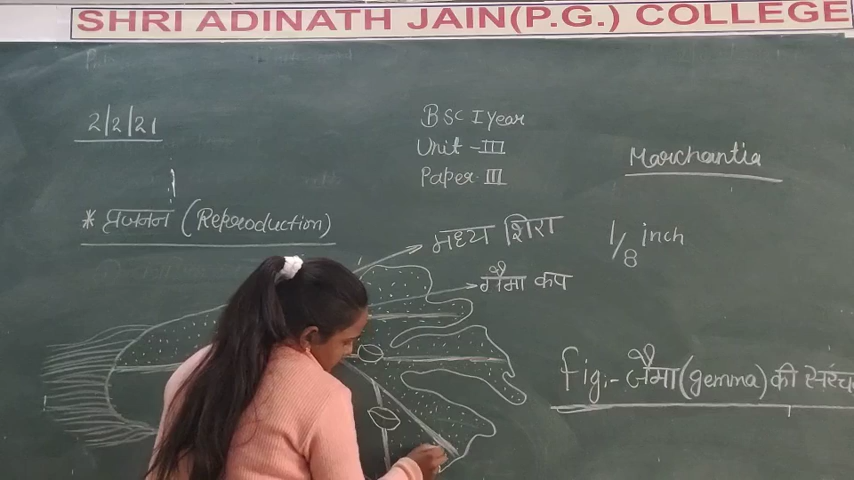 SHRI ADINATH JAIN(P.G.) COLLEGE
2/2/21
BSC I Year
Unit - III
Paper III
Marchantia
* प्रजनन (Reproduction)
मध्य शिरा
1/8 inch
गैमा कप
fig:- जैमा (gemma) की